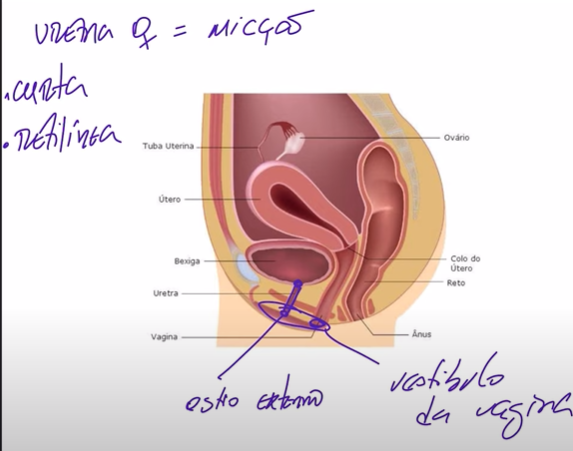 URETRA ♀ = MICÇÃO
. CURTA
. RETILÍNEA
Ovário
Tuba Uterina
Útero
Bexiga
Colo do
Útero
Reto
Uretra
Vagina
Ânus
óstio externo
vestíbulo
da vagina